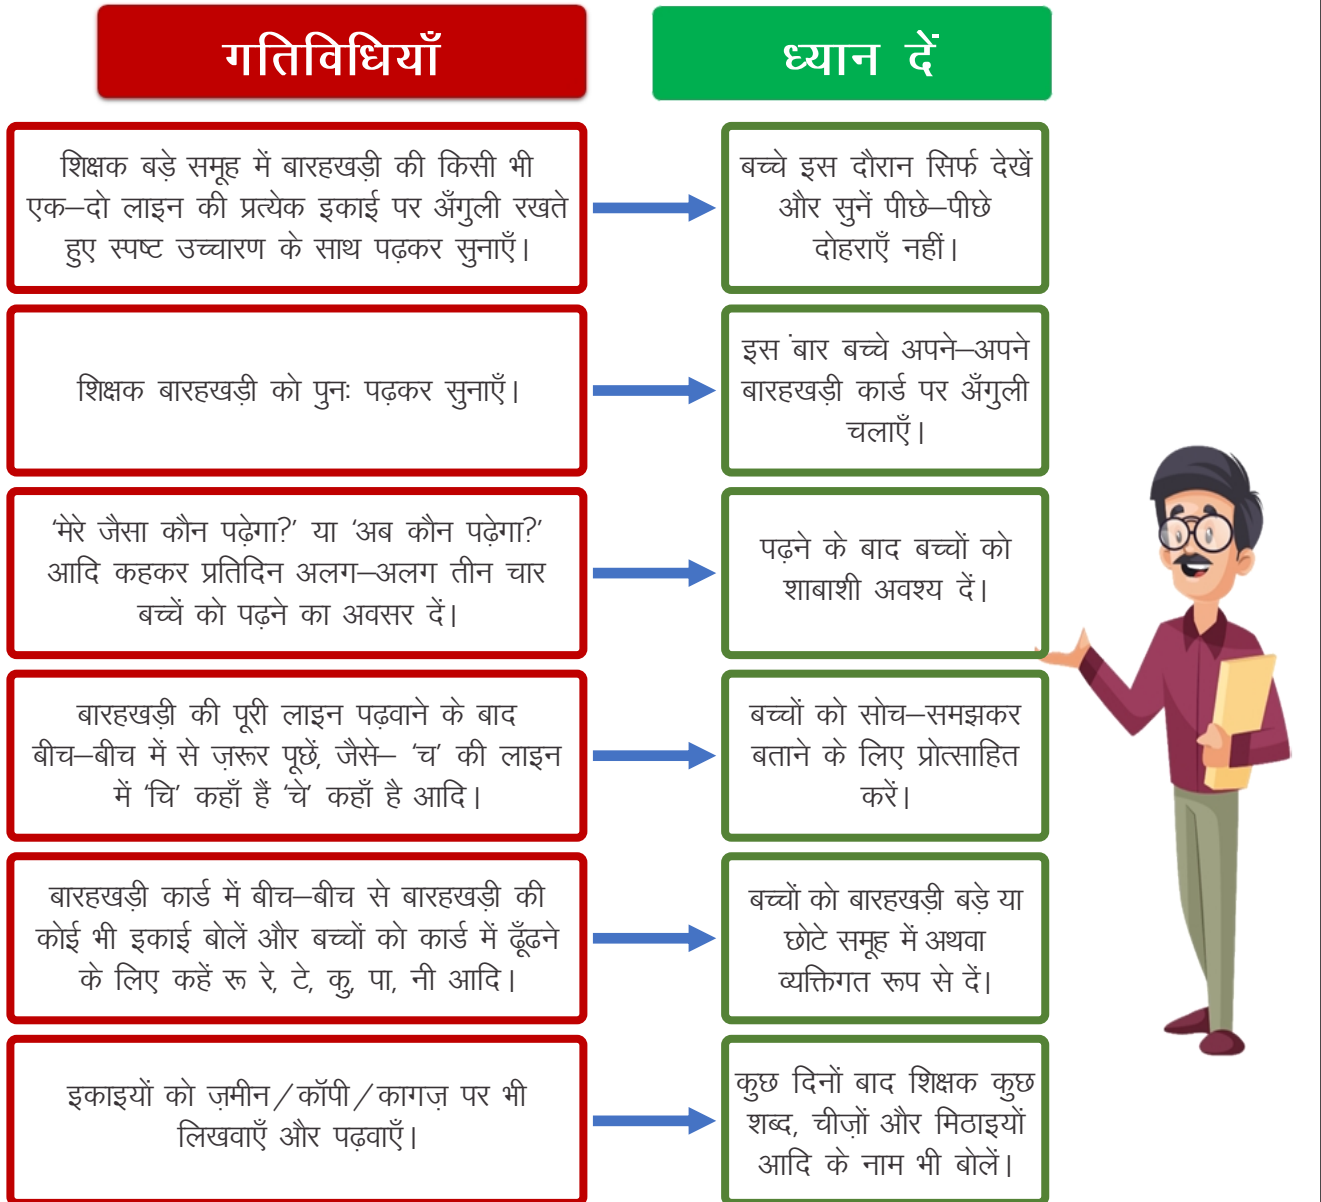 गतिविधियाँ
ध्यान दें
शिक्षक बड़े समूह में बारहखड़ी की किसी भी
एक–दो लाइन की प्रत्येक इकाई पर अँगुली रखते
हुए स्पष्ट उच्चारण के साथ पढ़कर सुनाएँ।
बच्चे इस दौरान सिर्फ देखें
और सुनें पीछे–पीछे
दोहराएँ नहीं।
शिक्षक बारहखड़ी को पुनः पढ़कर सुनाएँ।
इस बार बच्चे अपने–अपने
बारहखड़ी कार्ड पर अँगुली
चलाएँ।
‘मेरे जैसा कौन पढ़ेगा?’ या ‘अब कौन पढ़ेगा?’
आदि कहकर प्रतिदिन अलग–अलग तीन चार
बच्चें को पढ़ने का अवसर दें।
पढ़ने के बाद बच्चों को
शाबाशी अवश्य दें।
बारहखड़ी की पूरी लाइन पढ़वाने के बाद
बीच–बीच में से ज़रूर पूछें, जैसे– ‘च’ की लाइन
में ‘चि’ कहाँ हैं ‘चे’ कहाँ है आदि।
बच्चों को सोच–समझकर
बताने के लिए प्रोत्साहित
करें।
बारहखड़ी कार्ड में बीच–बीच से बारहखड़ी की
कोई भी इकाई बोलें और बच्चों को कार्ड में ढूँढने
के लिए कहें रू रे, टे, कु, पा, नी आदि।
बच्चों को बारहखड़ी बड़े या
छोटे समूह में अथवा
व्यक्तिगत रूप से दें।
इकाइयों को ज़मीन/कॉपी/कागज़ पर भी
लिखवाएँ और पढ़वाएँ।
कुछ दिनों बाद शिक्षक कुछ
शब्द, चीज़ों और मिठाइयों
आदि के नाम भी बोलें।